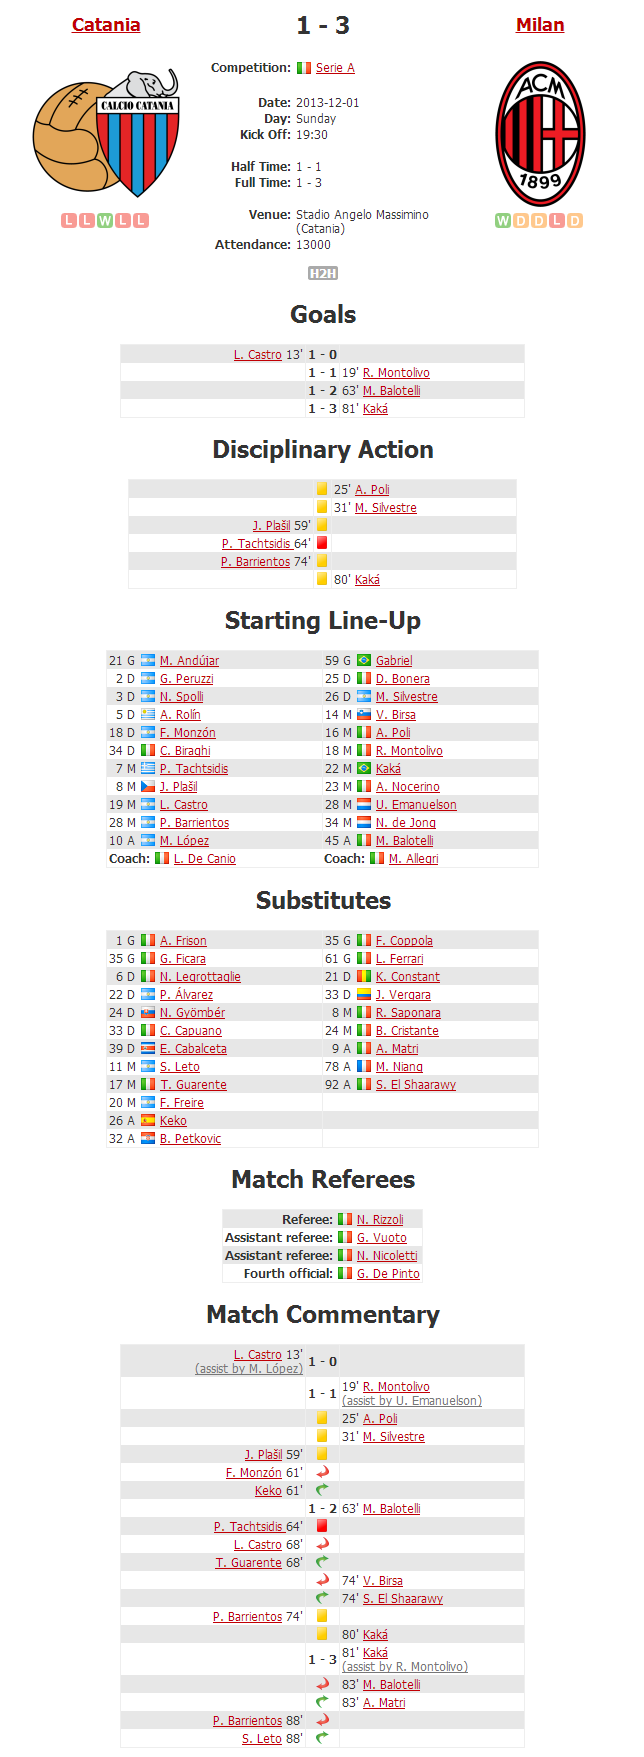 Catania
1 - 3
Milan
Competition: Serie A
CALCIO CATANIA
ACM
1899
Date: 2013-12-01
Day: Sunday
Kick Off: 19:30
Half Time: 1 - 1
Full Time: 1 - 3
L L W L L
W D D L D
Venue: Stadio Angelo Massimino
(Catania)
Attendance: 13000
H2H
Goals
L. Castro 13' 1 - 0
1 - 1 19' R. Montolivo
1 - 2 63' M. Balotelli
1 - 3 81' Kaká
Disciplinary Action
25' A. Poli
31' M. Silvestre
J. Plašil 59'
P. Tachtsidis 64'
P. Barrientos 74'
80' Kaká
Starting Line-Up
21 G M. Andújar 59 G Gabriel
2 D G. Peruzzi 25 D D. Bonera
3 D N. Spolli 26 D M. Silvestre
5 D A. Rolín 14 M V. Birsa
18 D F. Monzón 16 M A. Poli
34 D C. Biraghi 18 M R. Montolivo
7 M P. Tachtsidis 22 M Kaká
8 M J. Plašil 23 M A. Nocerino
19 M L. Castro 28 M U. Emanuelson
28 M P. Barrientos 34 M N. de Jong
10 A M. López 45 A M. Balotelli
Coach: L. De Canio Coach: M. Allegri
Substitutes
1 G A. Frison 35 G F. Coppola
35 G G. Ficara 61 G L. Ferrari
6 D N. Legrottaglie 21 D K. Constant
22 D P. Álvarez 33 D J. Vergara
24 D N. Gyömbér 8 M R. Saponara
33 D C. Capuano 24 M B. Cristante
39 D E. Cabalceta 9 A A. Matri
11 M S. Leto 78 A M. Niang
17 M T. Guarente 92 A S. El Shaarawy
20 M F. Freire
26 A Keko
32 A B. Petkovic
Match Referees
Referee: N. Rizzoli
Assistant referee: G. Vuoto
Assistant referee: N. Nicoletti
Fourth official: G. De Pinto
Match Commentary
L. Castro 13' 1 - 0
(assist by M. López)
1 - 1 19' R. Montolivo
(assist by U. Emanuelson)
25' A. Poli
31' M. Silvestre
J. Plašil 59'
F. Monzón 61'
Keko 61'
1 - 2 63' M. Balotelli
P. Tachtsidis 64'
L. Castro 68'
T. Guarente 68'
74' V. Birsa
74' S. El Shaarawy
P. Barrientos 74'
80' Kaká
1 - 3 81' Kaká
(assist by R. Montolivo)
83' M. Balotelli
83' A. Matri
P. Barrientos 88'
S. Leto 88'